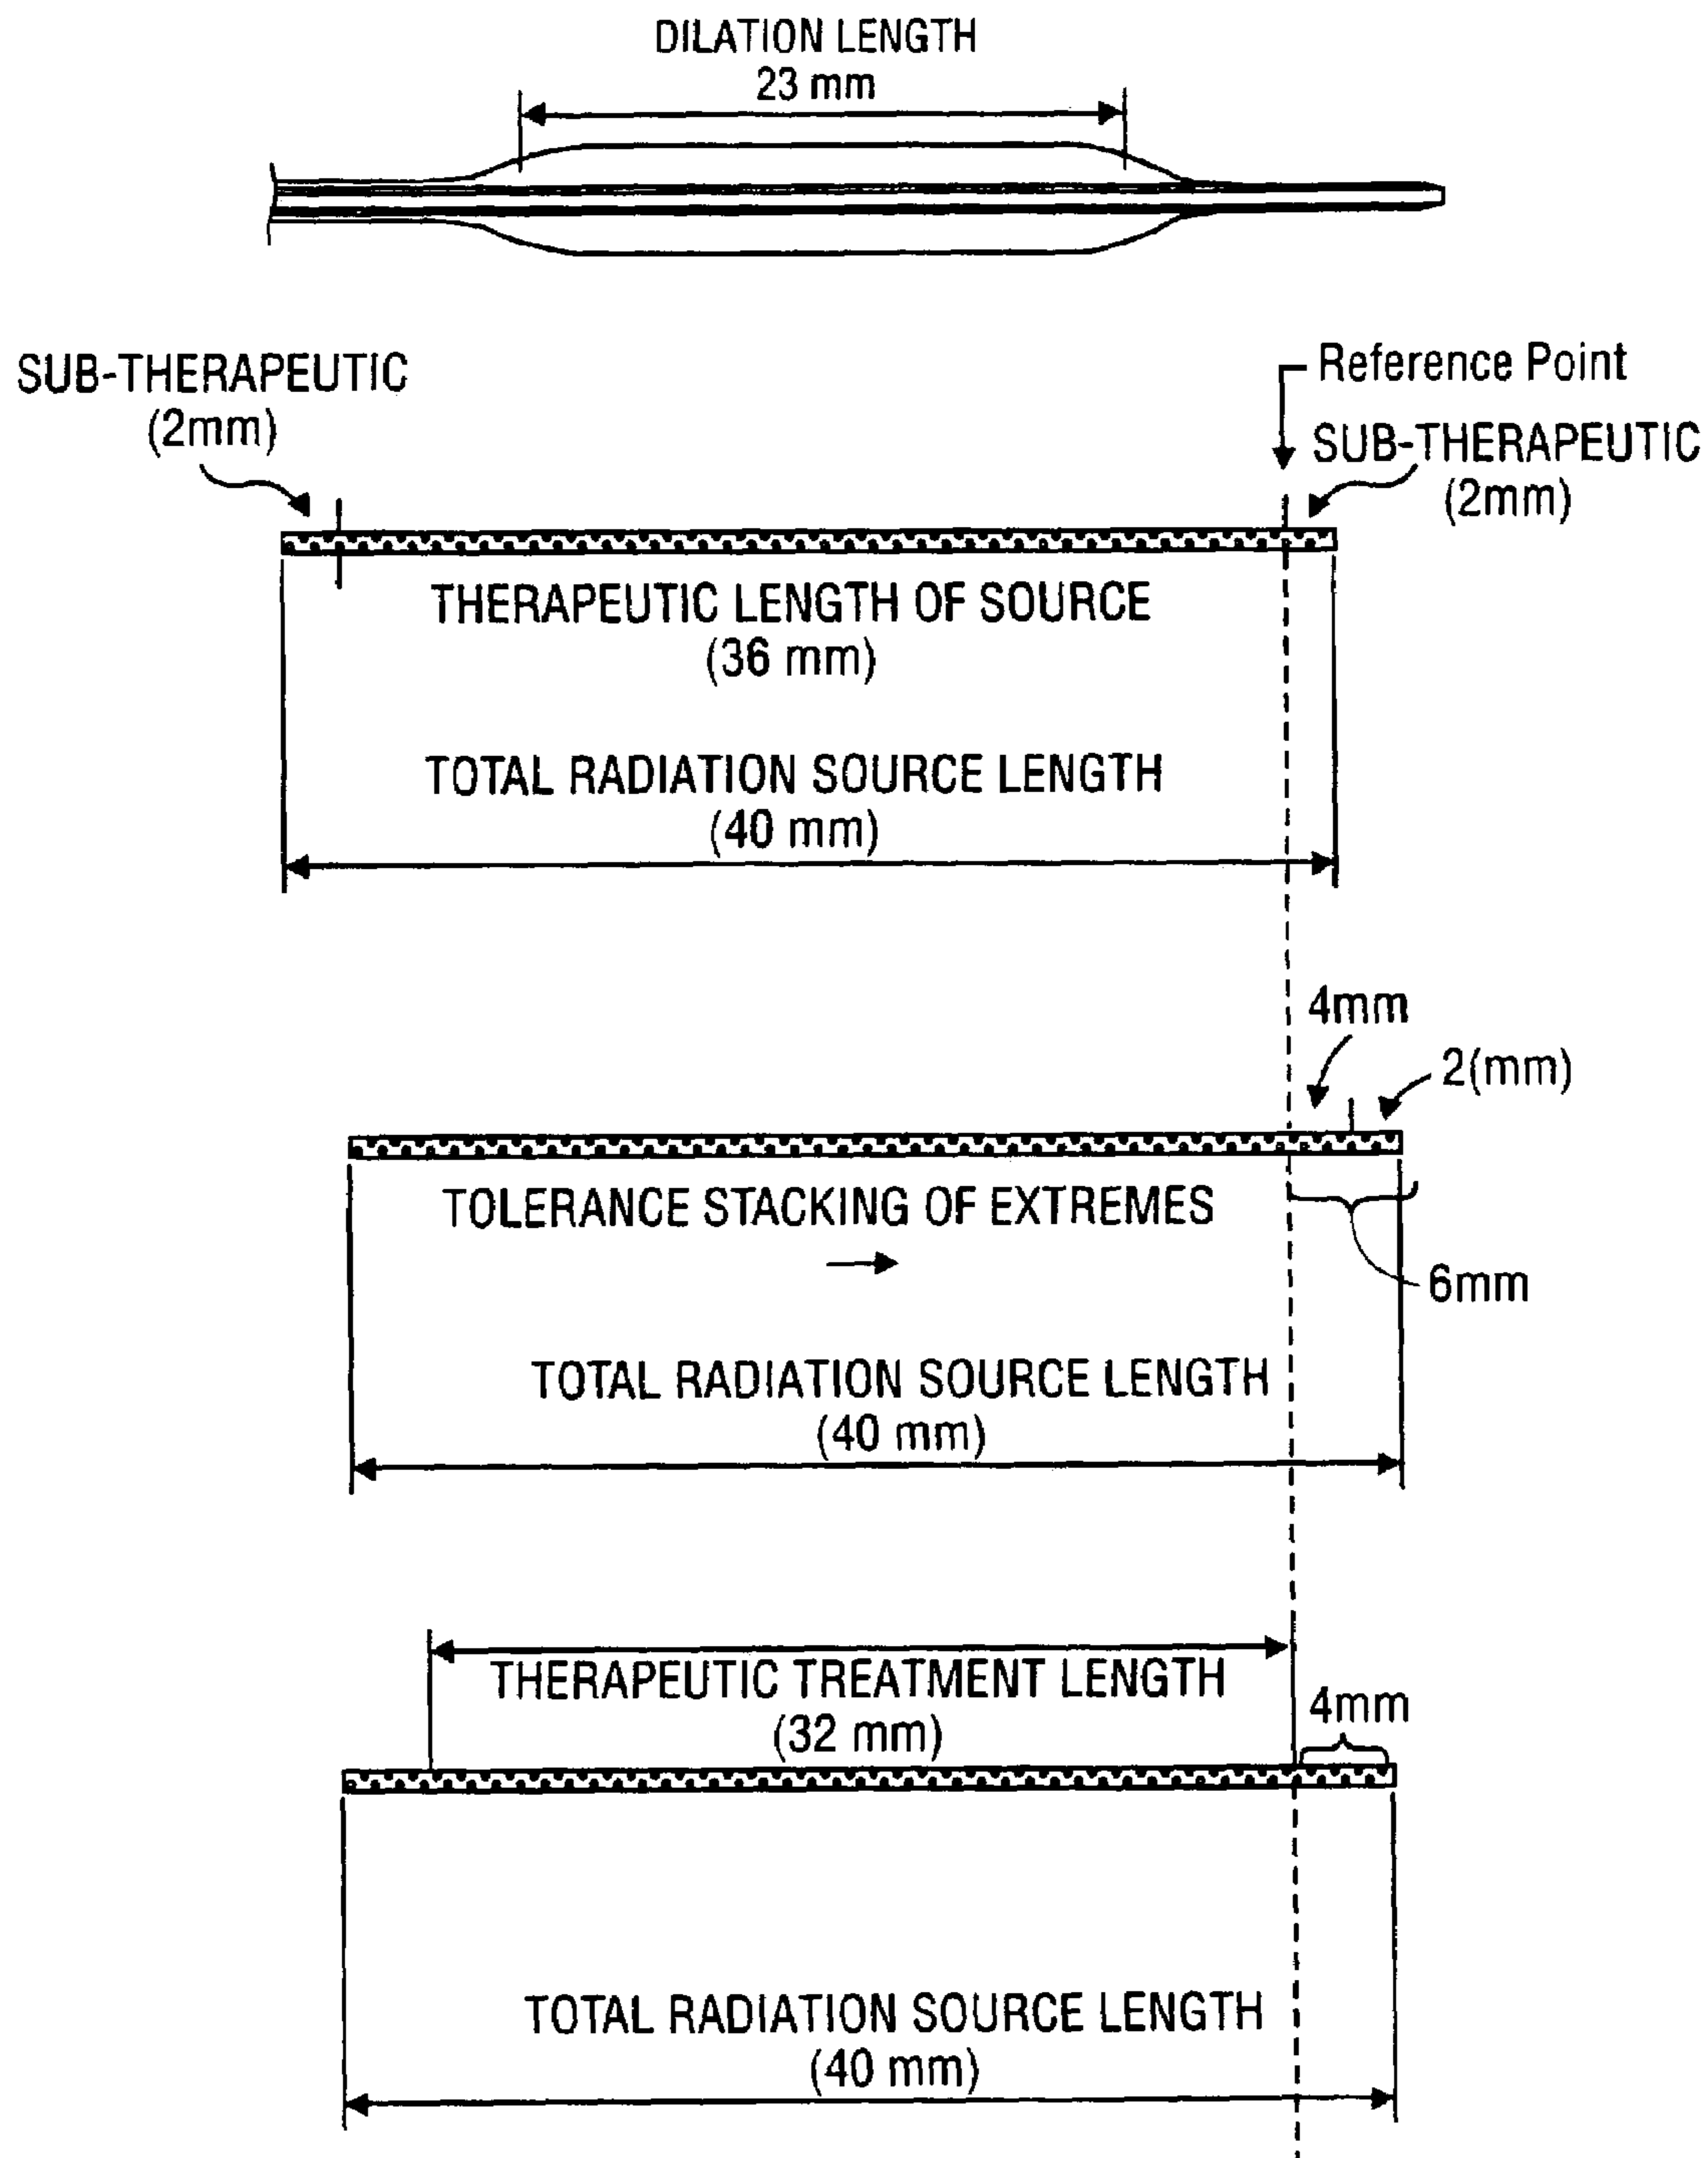 DILATION LENGTH
23 mm
SUB-THERAPEUTIC
(2mm)
Reference Point
SUB-THERAPEUTIC
(2mm)
THERAPEUTIC LENGTH OF SOURCE
(36 mm)
TOTAL RADIATION SOURCE LENGTH
(40 mm)
4mm
2(mm)
TOLERANCE STACKING OF EXTREMES
6mm
TOTAL RADIATION SOURCE LENGTH
(40 mm)
THERAPEUTIC TREATMENT LENGTH
(32 mm)
4mm
TOTAL RADIATION SOURCE LENGTH
(40 mm)